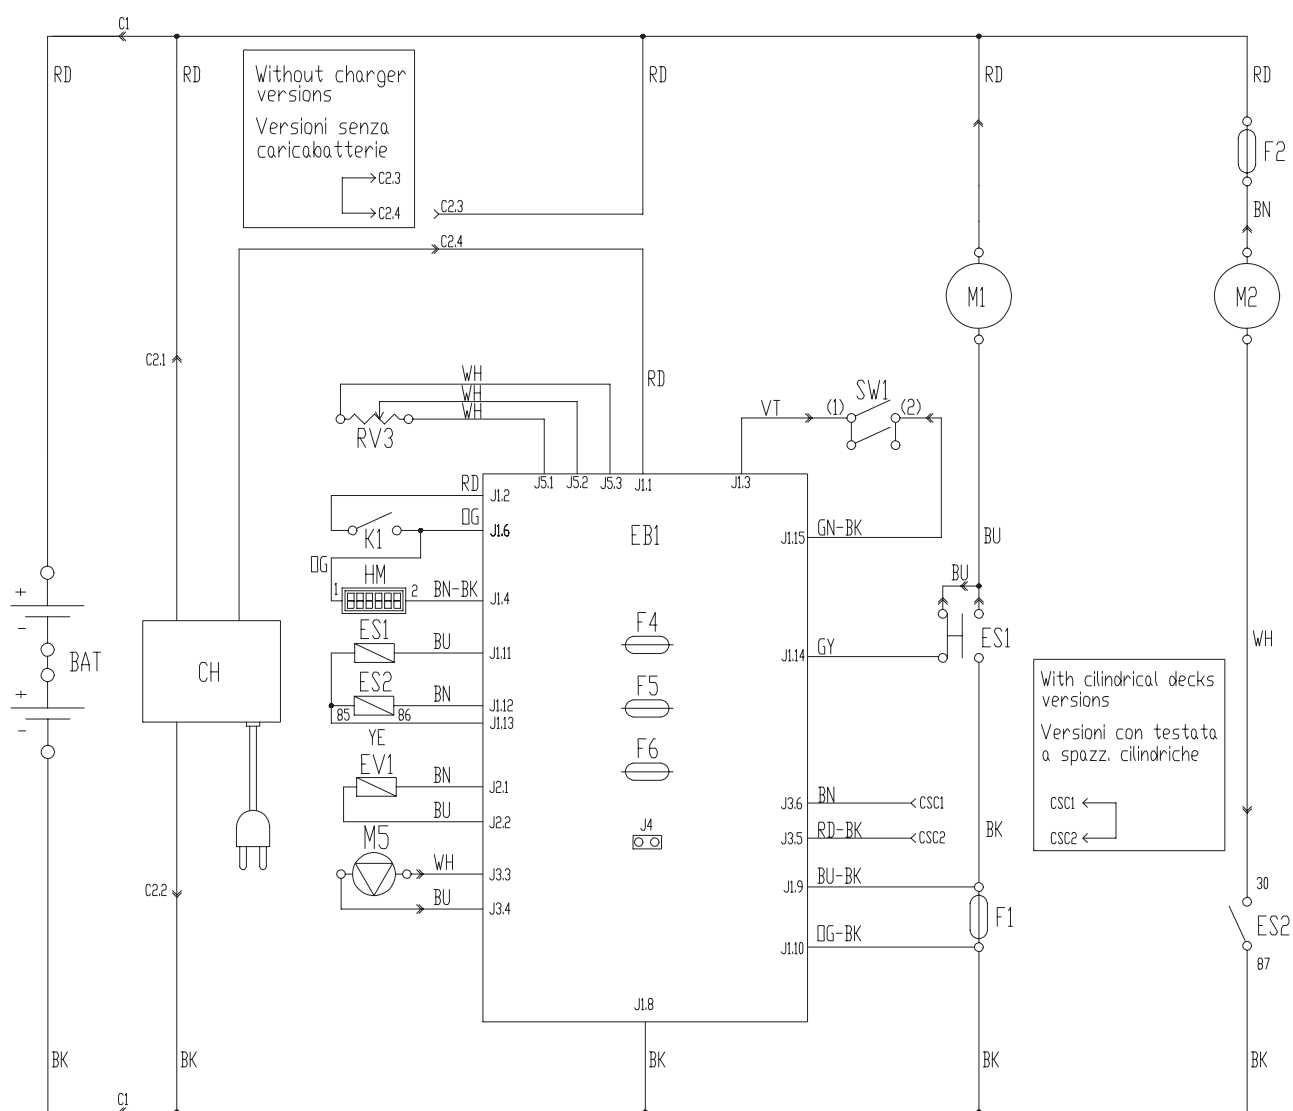 C1
RD
RD
RD
RD
RD
Without charger
versions
Versioni senza
caricabatterie
C2.3
C2.4
C2.3
C2.4
F2
BN
M1
M2
C2.1
WH
WH
WH
RD
RV3
VT
(1)
SW1
(2)
J5.1
J5.2
J5.3
J1.1
J1.3
RD
J1.2
OG
J1.6
K1
EB1
J1.15
GN-BK
BU
OG
HM
1
2
BN-BK
J1.4
BU
ES1
BU
J1.11
F4
J1.14
GY
ES1
WH
+
-
BAT
+
-
CH
ES2
BN
85
86
J1.12
J1.13
YE
F5
With cilindrical decks
versions
Versioni con testata
a spazz. cilindriche
CSC1
CSC2
EV1
BN
J2.1
BU
J2.2
F6
J4
J3.6
BN
CSC1
J3.5
RD-BK
CSC2
BK
M5
WH
J3.3
BU
J3.4
C2.2
J1.9
BU-BK
F1
J1.10
OG-BK
30
ES2
87
J1.8
BK
BK
BK
BK
BK
C1